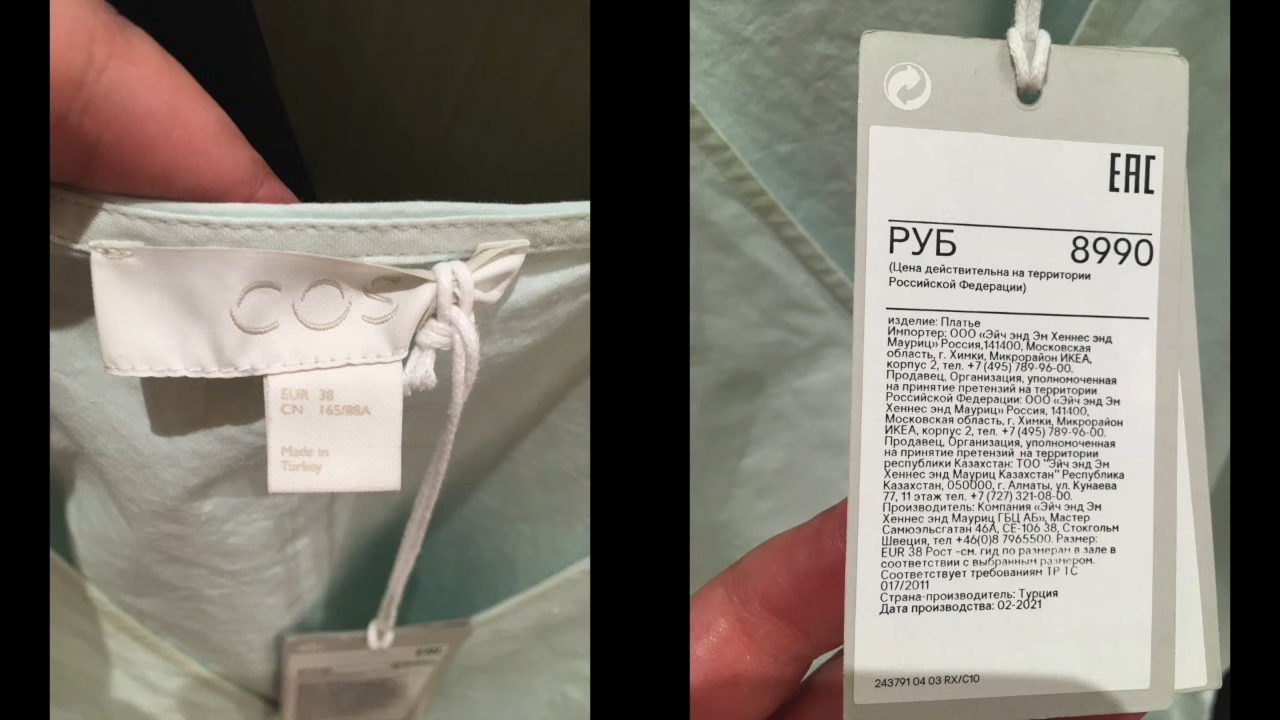 COS
EUR 38
CN 165/88A
Made in
Turkey
EAC
РУБ 8990
(Цена действительна на территории
Российской Федерации)
изделие: Платье
Импортер: ООО «Эйч энд Эм Хеннес энд
Мауриц» Россия,141400, Московская
область, г. Химки, Микрорайон ИКЕА,
корпус 2, тел. +7 (495) 789-96-00.
Продавец, Организация, уполномоченная
на принятие претензий на территории
Российской Федерации: ООО «Эйч энд Эм
Хеннес энд Мауриц» Россия, 141400,
Московская область, г. Химки, Микрорайон
ИКЕА, корпус 2, тел. +7 (495) 789-96-00.
Продавец, Организация, уполномоченная
на принятие претензий на территории
республики Казахстан: ТОО "Эйч энд Эм
Хеннес энд Мауриц Казахстан" Республика
Казахстан, 050000, г. Алматы, ул. Кунаева
77, 11 этаж тел. +7 (727) 321-08-00.
Производитель: Компания «Эйч энд Эм
Хеннес энд Мауриц ГБЦ АБ», Мастер
Самюэльсгатан 46А, СЕ-106 38, Стокгольм
Швеция, тел +46(0)8 7965500. Размер:
EUR 38 Рост -см. гид по размерам в зале в
соответствии с выбранным размером.
Соответствует требованиям ТР ТС
017/2011
Страна-производитель: Турция
Дата производства: 02-2021
243791 04 03 RX/C10